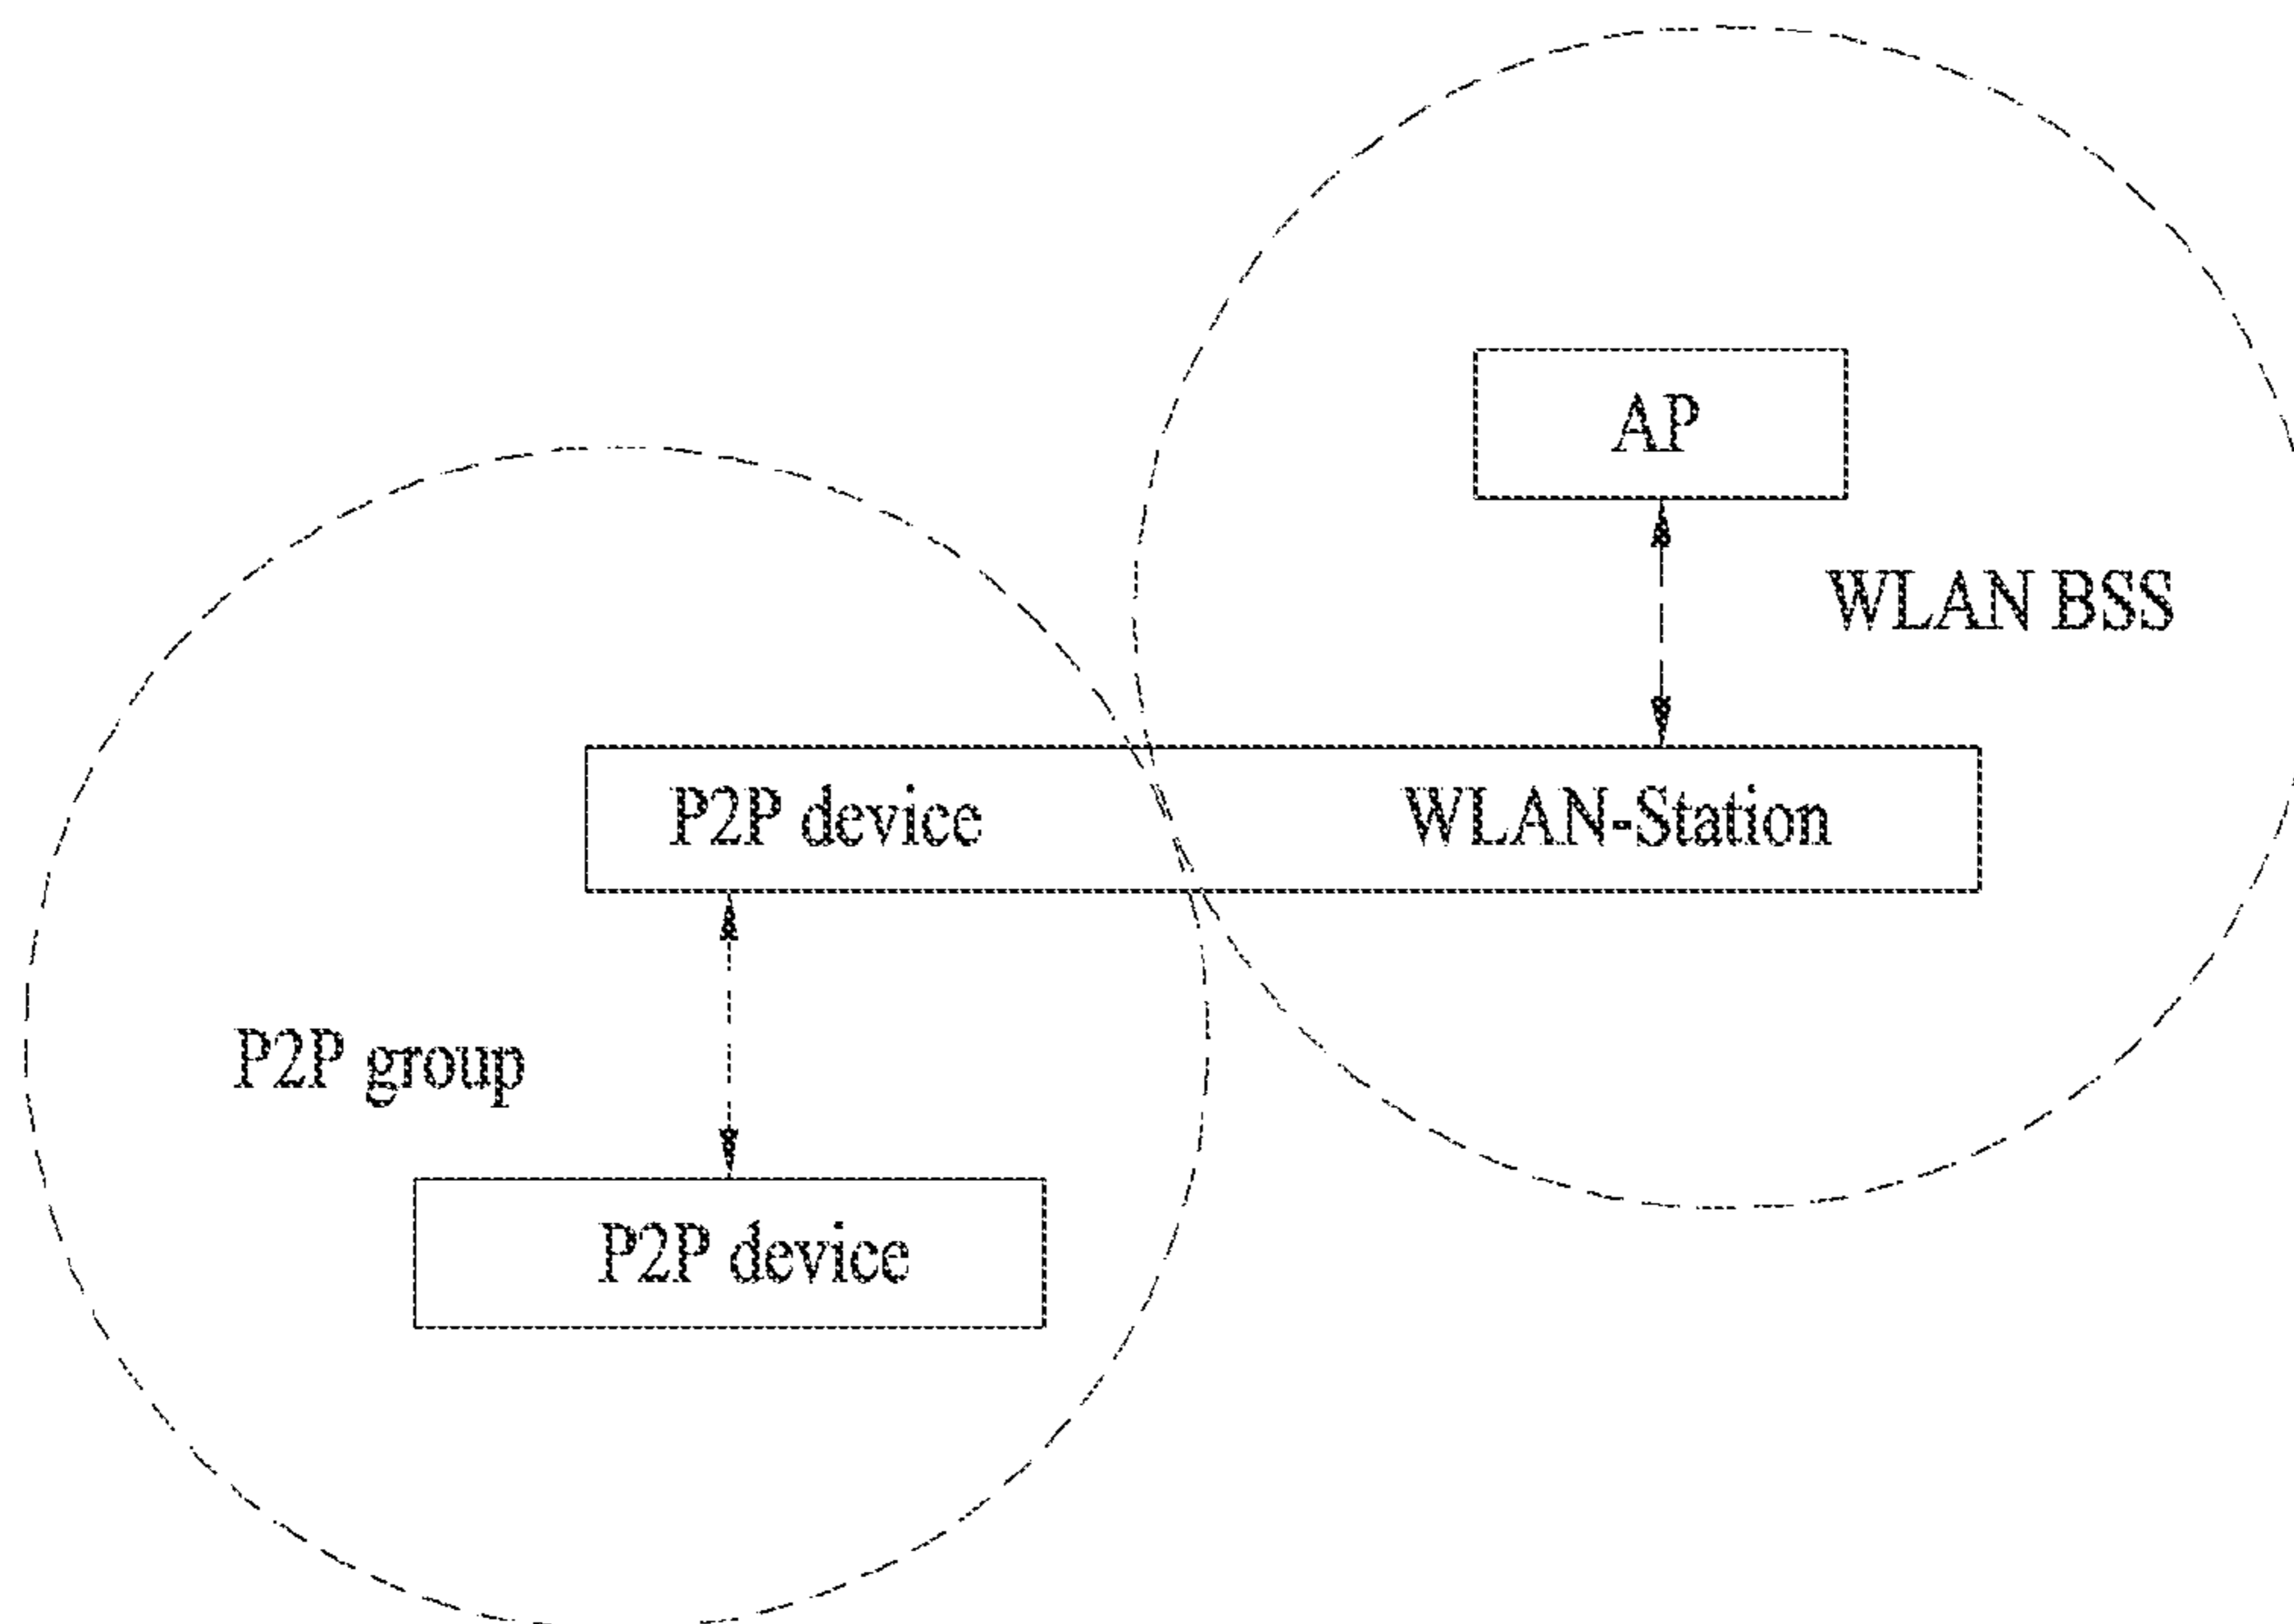 AP
WLAN BSS
P2P device WLAN-Station
P2P group
P2P device